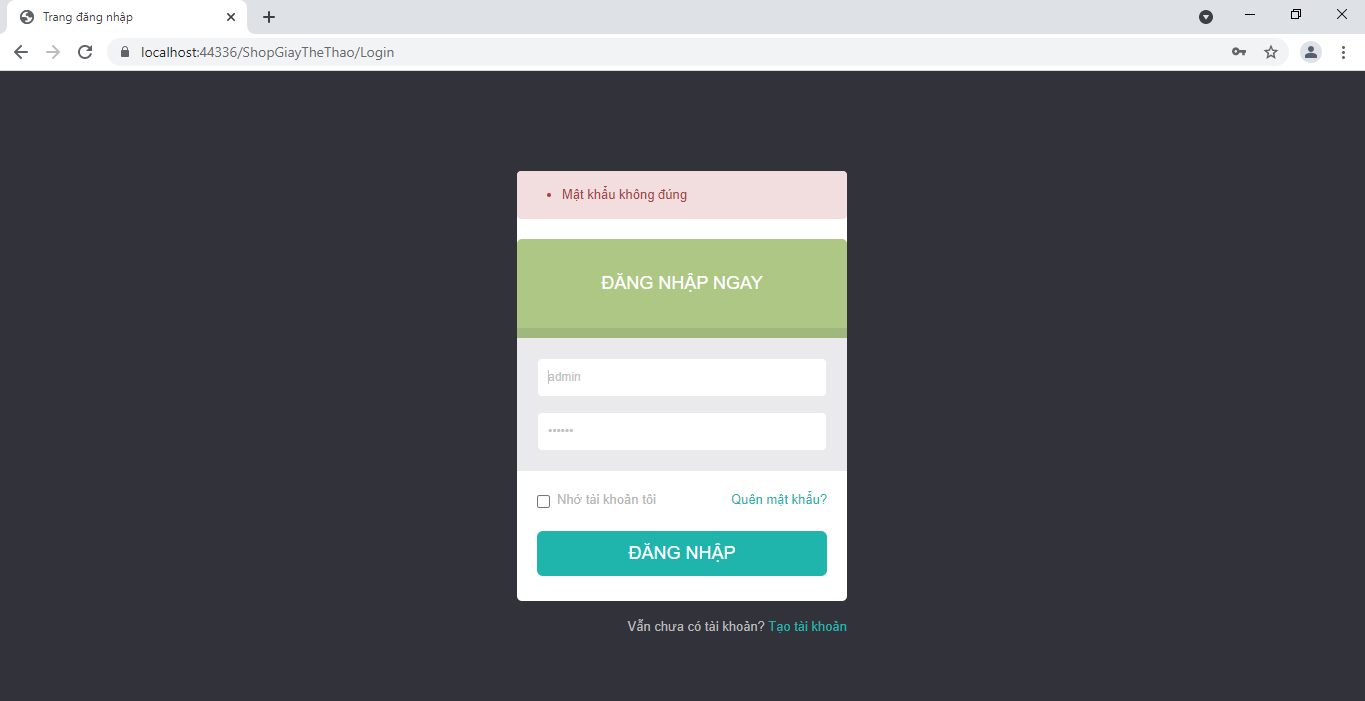 Trang đăng nhập
localhost:44336/ShopGiayTheThao/Login
Mật khẩu không đúng
ĐĂNG NHẬP NGAY
admin
••••••
Nhớ tài khoản tôi
Quên mật khẩu?
ĐĂNG NHẬP
Vẫn chưa có tài khoản? Tạo tài khoản